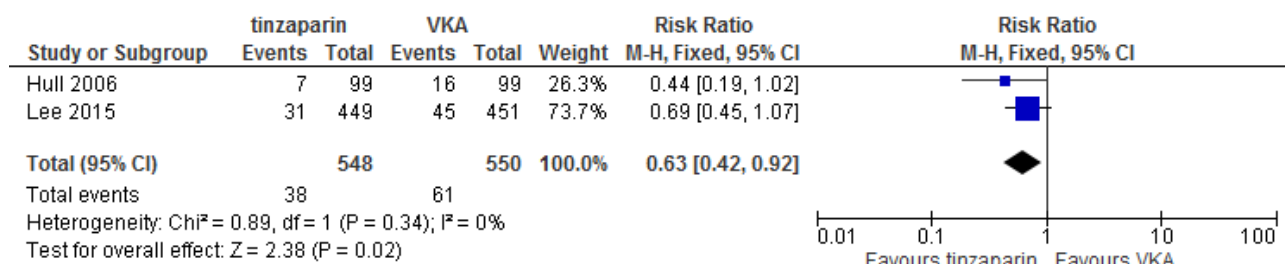 tinzaparin VKA Risk Ratio Risk Ratio
Study or Subgroup Events Total Events Total Weight M-H, Fixed, 95% CI M-H, Fixed, 95% CI
Hull 2006 7 99 16 99 26.3% 0.44 [0.19, 1.02]
Lee 2015 31 449 45 451 73.7% 0.69 [0.45, 1.07]
Total (95% CI) 548 550 100.0% 0.63 [0.42, 0.92]
Total events 38 61
Heterogeneity: Chi² = 0.89, df = 1 (P = 0.34); I² = 0%
Test for overall effect: Z = 2.38 (P = 0.02)
0.01 0.1 1 10 100
Favours tinzaparin Favours VKA